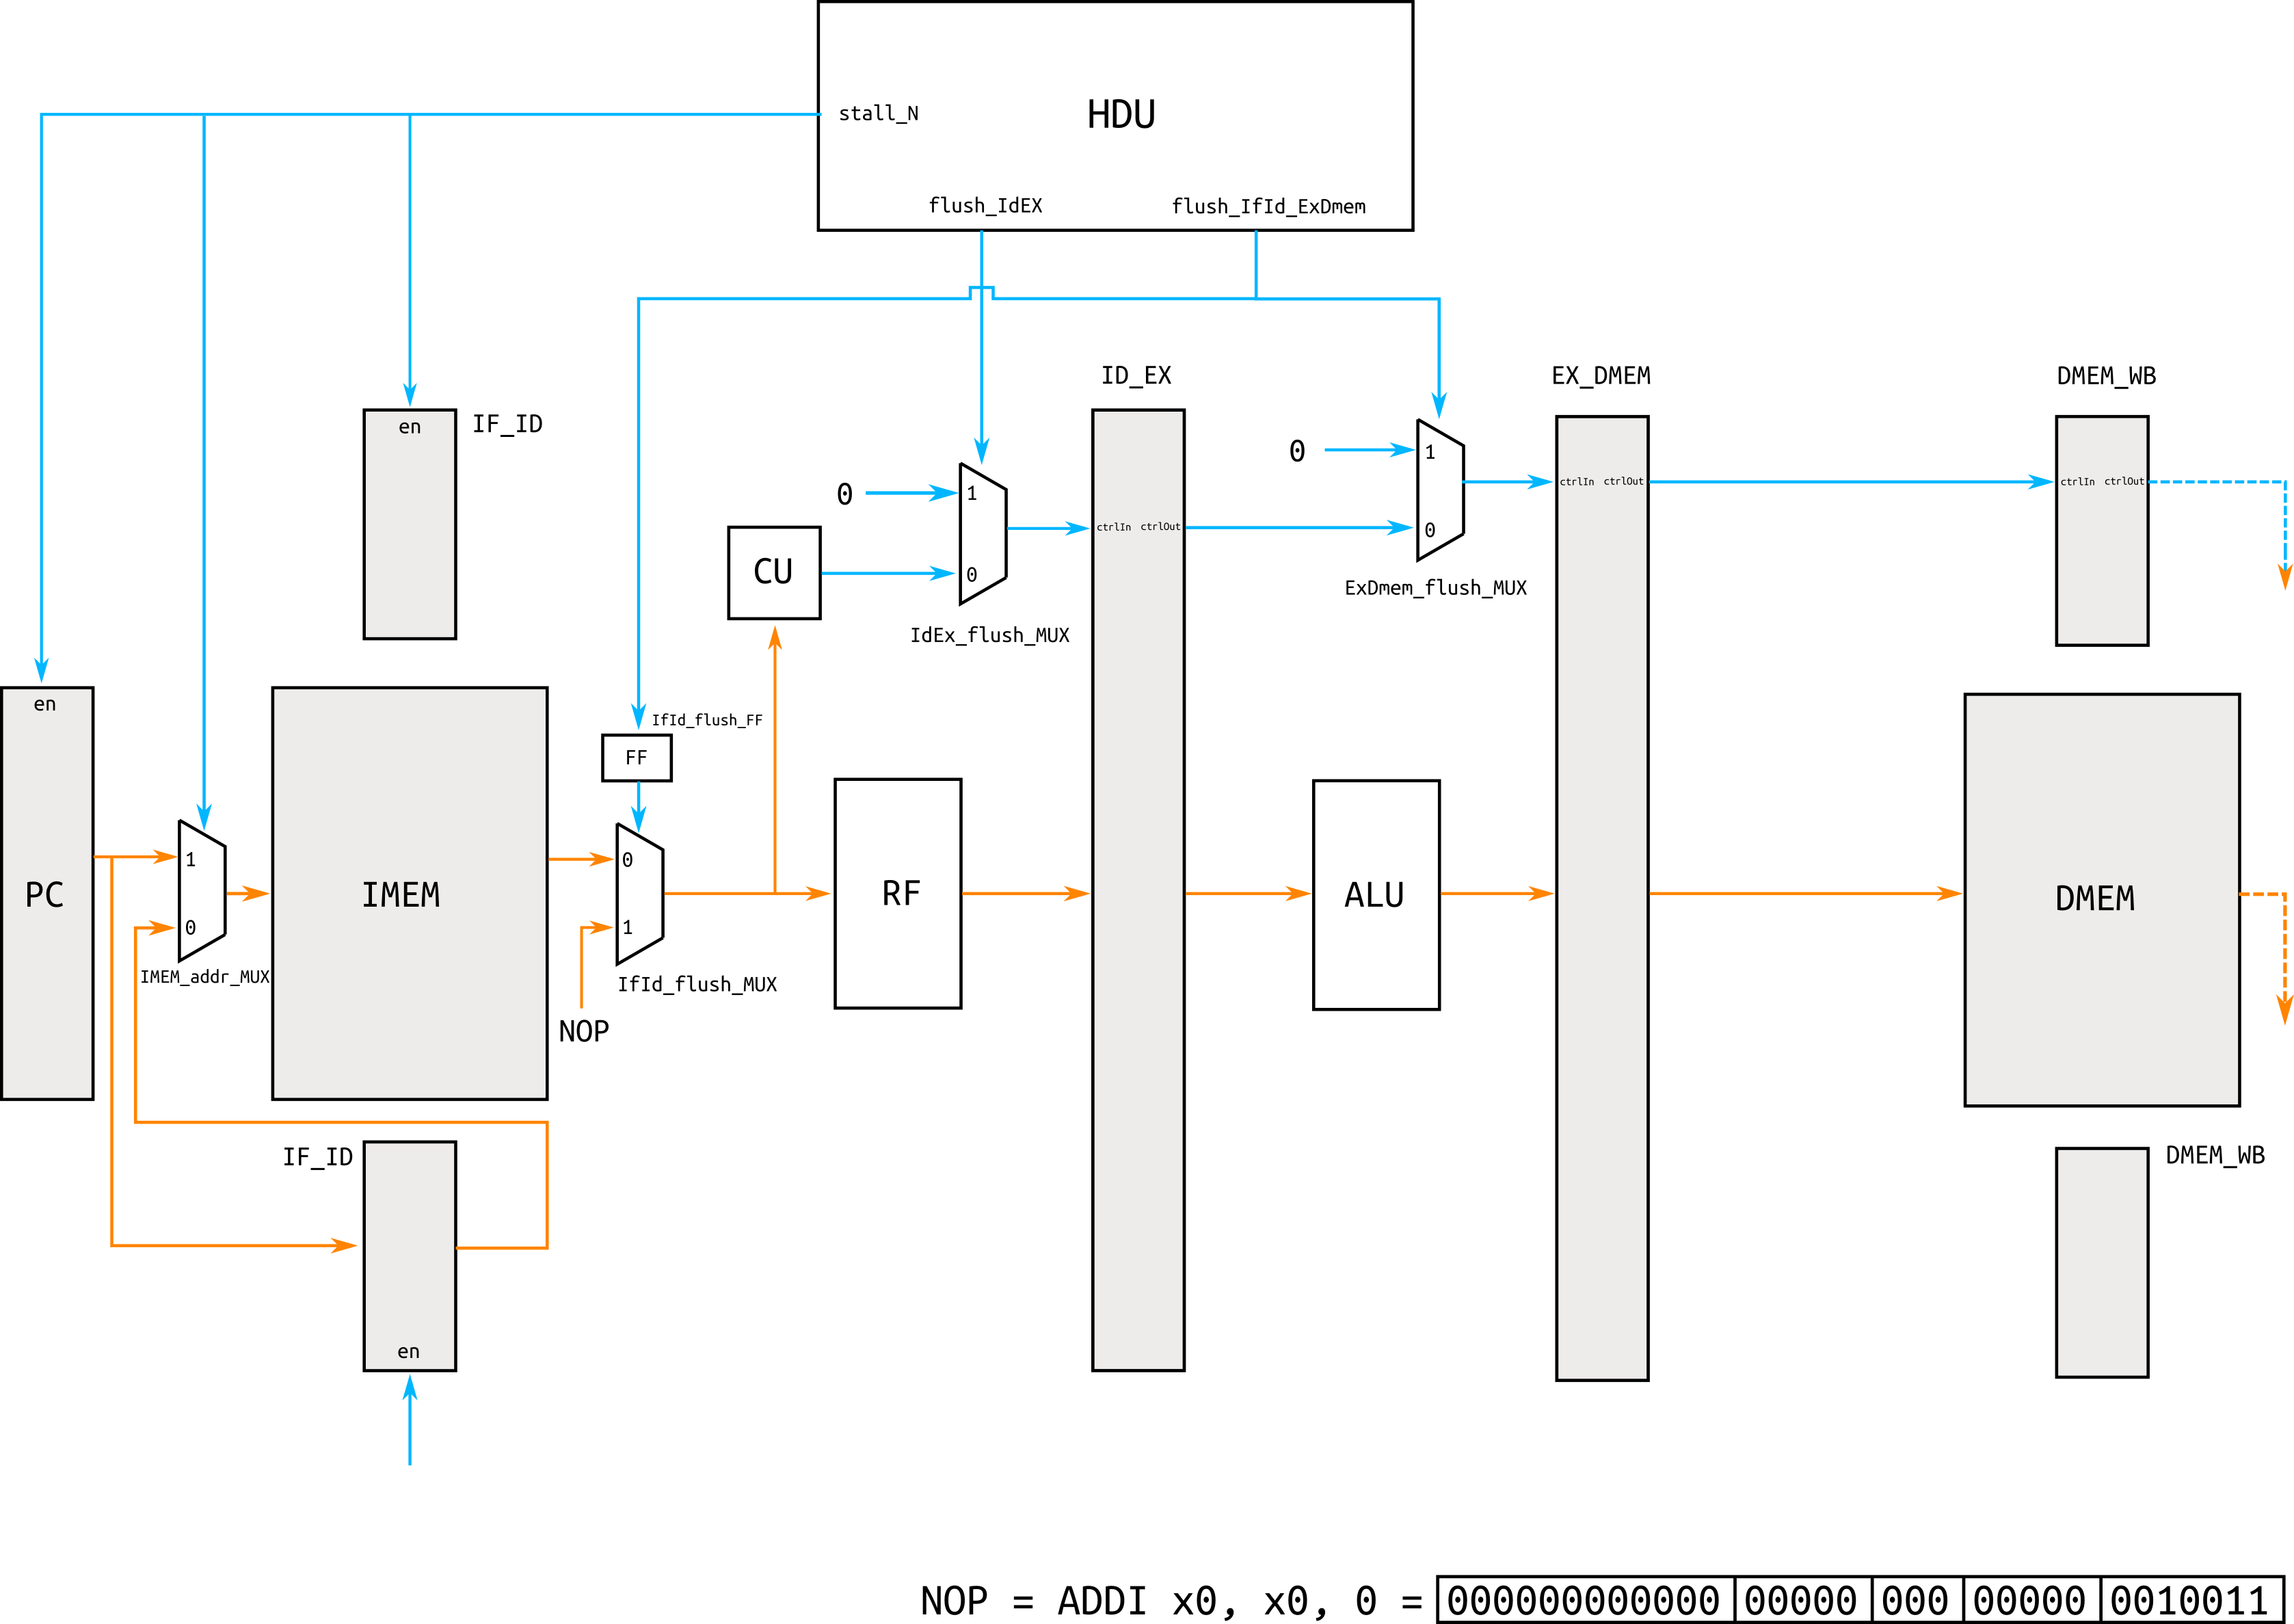 HDU
stall_N
flush_IdEX
flush_IfId_ExDmem
ID_EX
EX_DMEM
DMEM_WB
en
IF_ID
0
1
0
0
1
0
ctrlIn
ctrlOut
ctrlIn
ctrlOut
ctrlIn
ctrlOut
CU
IdEx_flush_MUX
ExDmem_flush_MUX
en
IfId_flush_FF
FF
1
0
PC
IMEM_addr_MUX
IMEM
0
1
IfId_flush_MUX
NOP
RF
ALU
DMEM
IF_ID
en
DMEM_WB
NOP = ADDI x0, x0, 0 = 000000000000 00000 000 00000 0010011